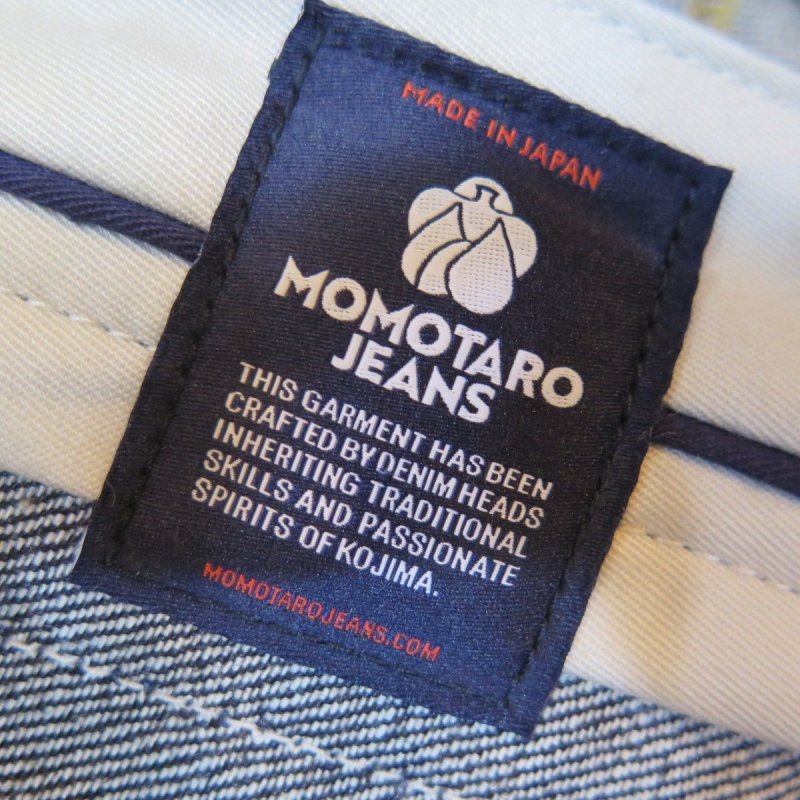 MADE IN JAPAN
MOMOTARO
JEANS
THIS GARMENT HAS BEEN
CRAFTED BY DENIM HEADS
INHERITING TRADITIONAL
SKILLS AND PASSIONATE
SPIRITS OF KOJIMA.
MOMOTAROJEANS.COM